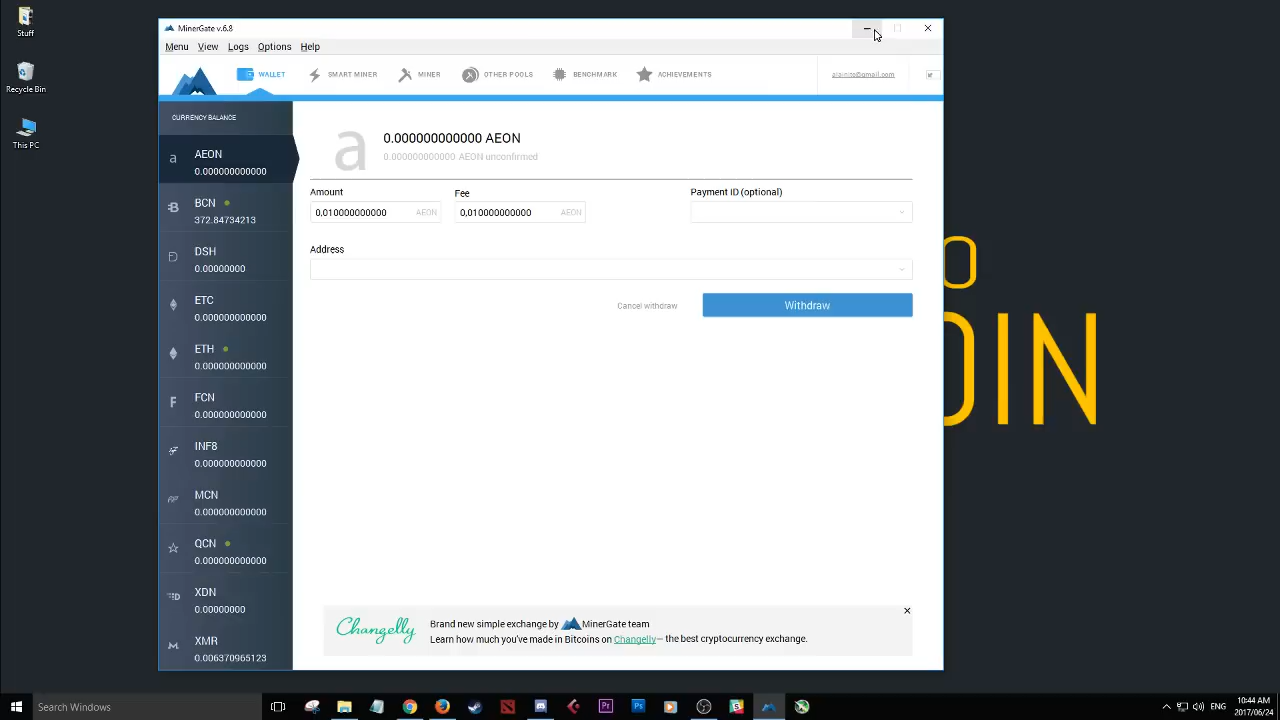 Stuff
Recycle Bin
This PC
MinerGate v.6.8
Menu View Logs Options Help
WALLET SMART MINER MINER OTHER POOLS BENCHMARK ACHIEVEMENTS
CURRENCY BALANCE
AEON
0.000000000000
BCN
372.84734213
DSH
0.00000000
ETC
0.000000000000
ETH
0.000000000000
FCN
0.000000000000
INF8
0.000000000000
MCN
0.000000000000
QCN
0.000000000000
XDN
0.00000000
XMR
0.006370965123
a
0.000000000000 AEON
0.000000000000 AEON unconfirmed
Amount Fee Payment ID (optional)
0,010000000000 AEON 0,010000000000 AEON
Address
Cancel withdraw Withdraw
Changelly
Brand new simple exchange by MinerGate team
Learn how much you've made in Bitcoins on Changelly— the best cryptocurrency exchange.
O
OIN
Search Windows
ENG
10:44 AM
2017/06/24